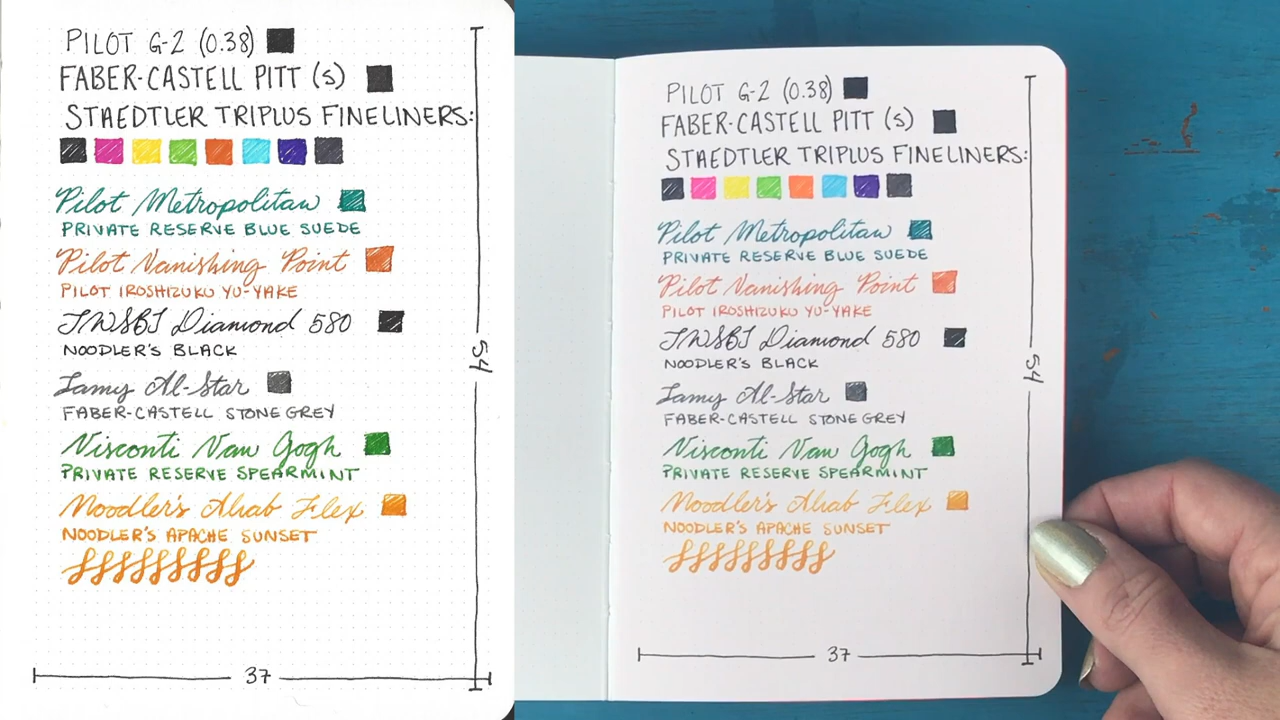 PILOT G-2 (0.38)
FABER-CASTELL PITT (S)
STAEDTLER TRIPLUS FINELINERS:
Pilot Metropolitan
PRIVATE RESERVE BLUE SUEDE
Pilot Vanishing Point
PILOT IROSHIZUKU YU-YAKE
TWSBI Diamond 580
NOODLER'S BLACK
Lamy Al-Star
FABER-CASTELL STONE GREY
Visconti Van Gogh
PRIVATE RESERVE SPEARMINT
Noodler's Ahab Flex
NOODLER'S APACHE SUNSET
54
37
PILOT G-2 (0.38)
FABER-CASTELL PITT (S)
STAEDTLER TRIPLUS FINELINERS:
Pilot Metropolitan
PRIVATE RESERVE BLUE SUEDE
Pilot Vanishing Point
PILOT IROSHIZUKU YU-YAKE
TWSBI Diamond 580
NOODLER'S BLACK
Lamy Al-Star
FABER-CASTELL STONE GREY
Visconti Van Gogh
PRIVATE RESERVE SPEARMINT
Noodler's Ahab Flex
NOODLER'S APACHE SUNSET
54
37